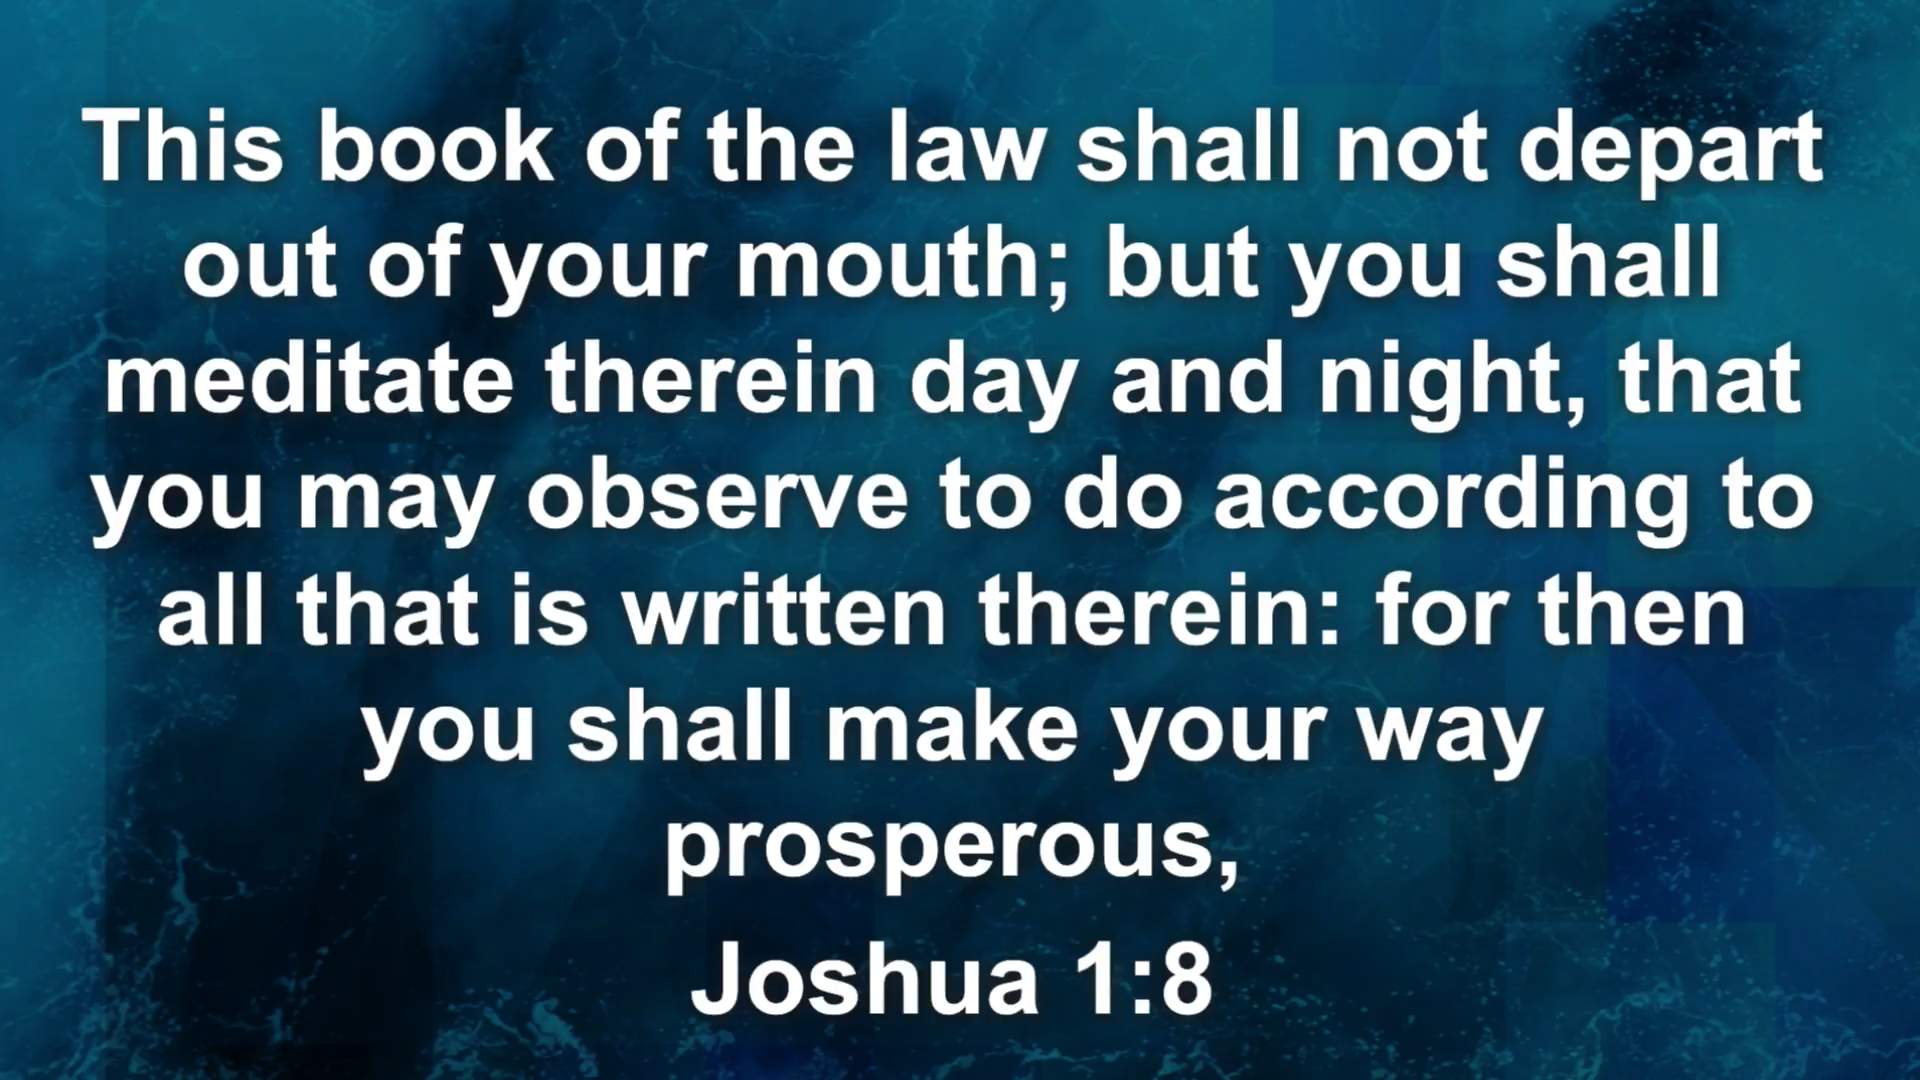 This book of the law shall not depart
out of your mouth; but you shall
meditate therein day and night, that
you may observe to do according to
all that is written therein: for then
you shall make your way
prosperous,
Joshua 1:8